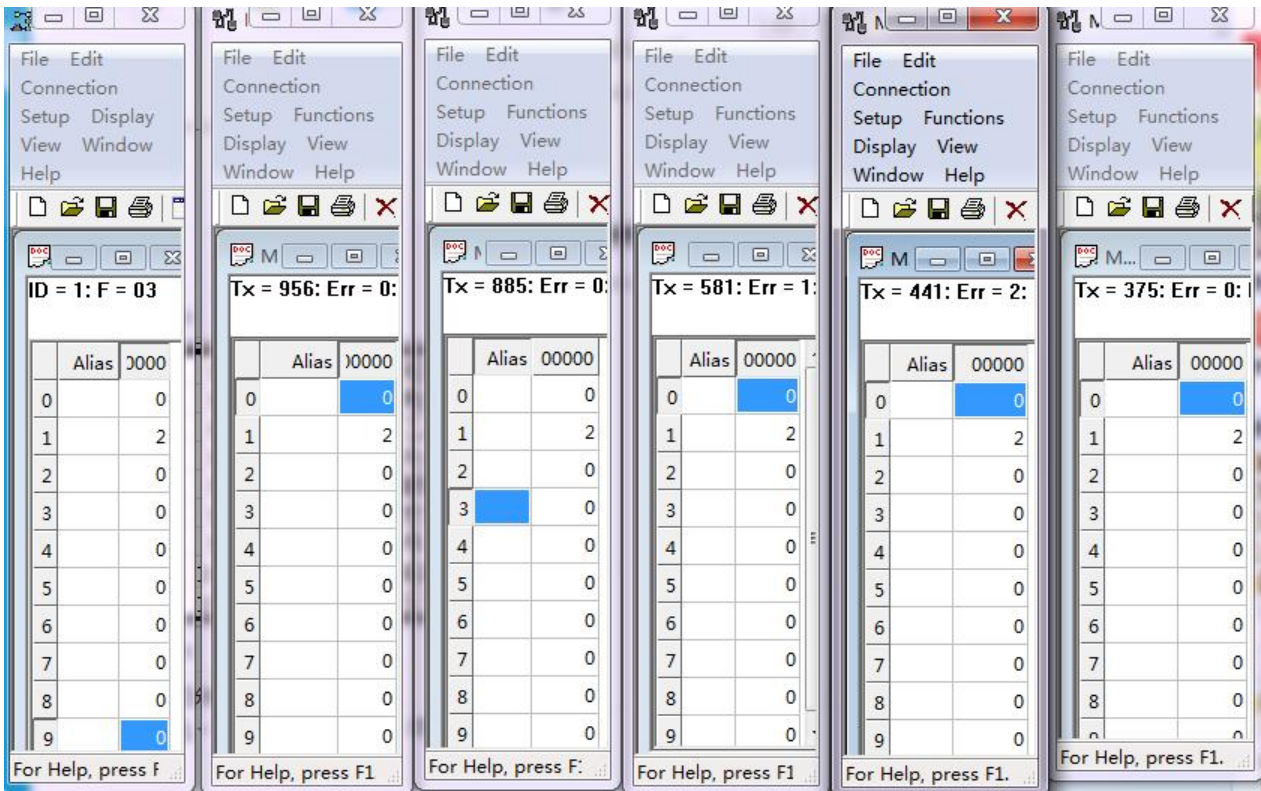 File Edit
Connection
Setup Display
View Window
Help
ID = 1: F = 03
Alias 0000
0 0
1 2
2 0
3 0
4 0
5 0
6 0
7 0
8 0
9 0
For Help, press F
File Edit
Connection
Setup Functions
Display View
Window Help
M
Tx = 956: Err = 0:
Alias 00000
0 0
1 2
2 0
3 0
4 0
5 0
6 0
7 0
8 0
9 0
For Help, press F1
File Edit
Connection
Setup Functions
Display View
Window Help
Tx = 885: Err = 0:
Alias 00000
0 0
1 2
2 0
3 0
4 0
5 0
6 0
7 0
8 0
9 0
For Help, press F
File Edit
Connection
Setup Functions
Display View
Window Help
Tx = 581: Err = 1:
Alias 00000
0 0
1 2
2 0
3 0
4 0
5 0
6 0
7 0
8 0
9 0
For Help, press F1
File Edit
Connection
Setup Functions
Display View
Window Help
M
Tx = 441: Err = 2:
Alias 00000
0 0
1 2
2 0
3 0
4 0
5 0
6 0
7 0
8 0
9 0
For Help, press F1.
File Edit
Connection
Setup Functions
Display View
Window Help
M...
Tx = 375: Err = 0:
Alias 00000
0 0
1 2
2 0
3 0
4 0
5 0
6 0
7 0
8 0
For Help, press F1.